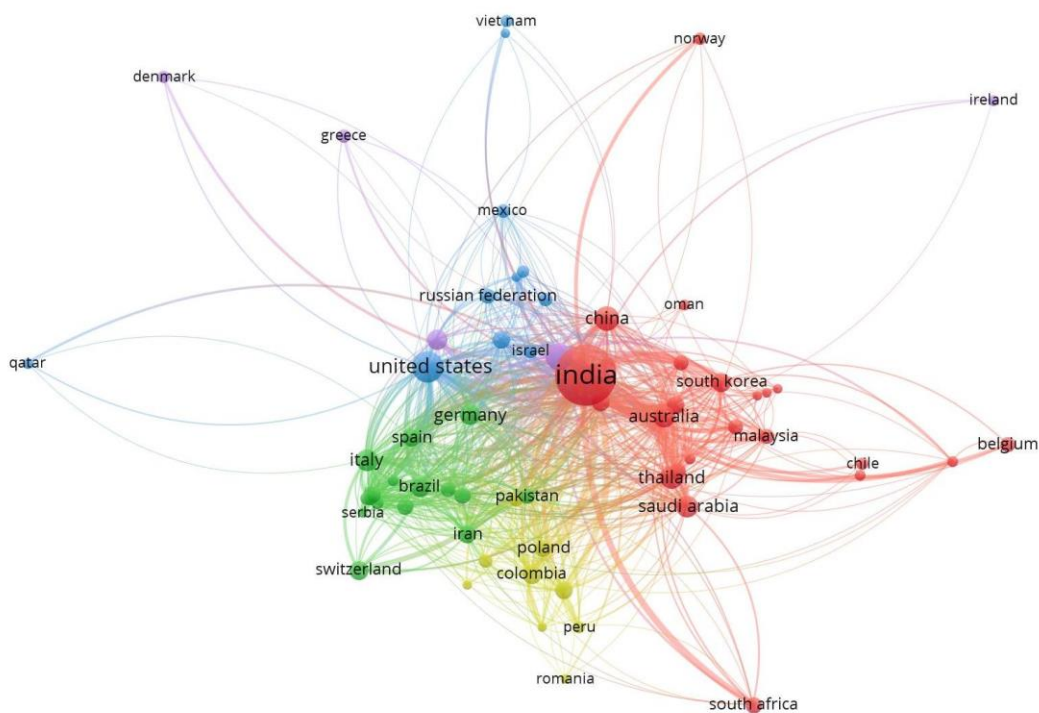 viet nam
norway
denmark
ireland
greece
mexico
russian federation
oman
china
israel
qatar
united states
india
south korea
germany
australia
spain
malaysia
belgium
italy
chile
thailand
brazil
pakistan
serbia
saudi arabia
iran
poland
switzerland
colombia
peru
romania
south africa